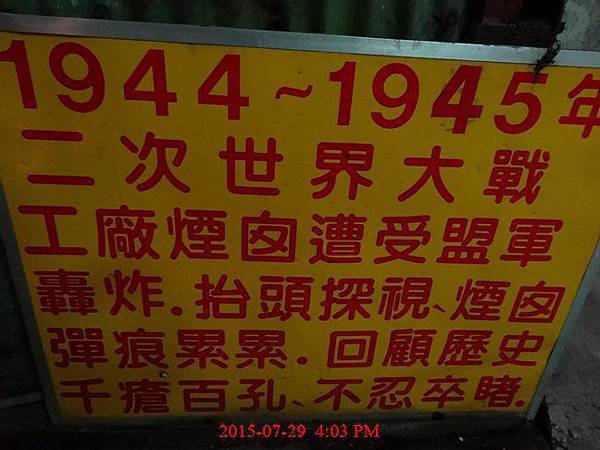 1944~1945年
二次世界大戰
工廠煙囪遭受盟軍
轟炸.抬頭探視、煙囪
彈痕累累.回顧歷史
千瘡百孔、不忍卒睹.
2015-07-29 4:03 PM